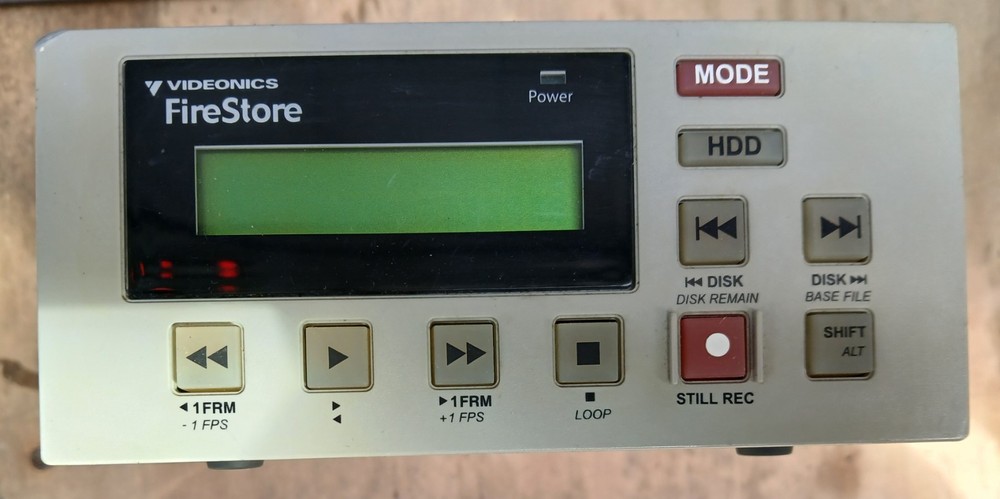 VIDEONICS
FireStore
Power
MODE
HDD
DISK
DISK REMAIN
DISK
BASE FILE
1FRM
- 1 FPS
1FRM
+1 FPS
LOOP
STILL REC
SHIFT
ALT